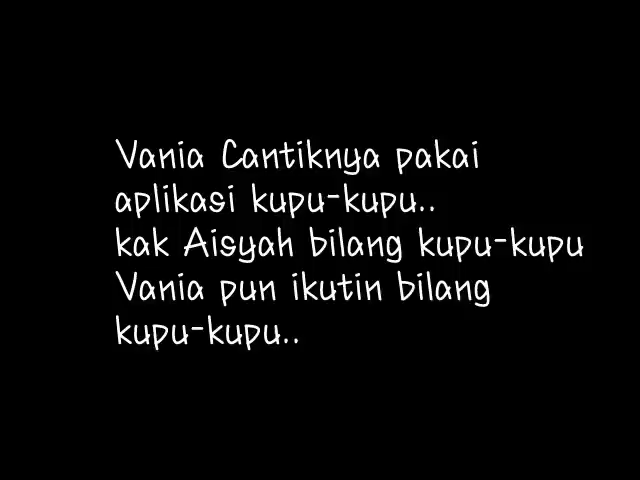 Vania Cantiknya pakai
aplikasi kupu-kupu..
kak Aisyah bilang kupu-kupu
Vania pun ikutin bilang
kupu-kupu..